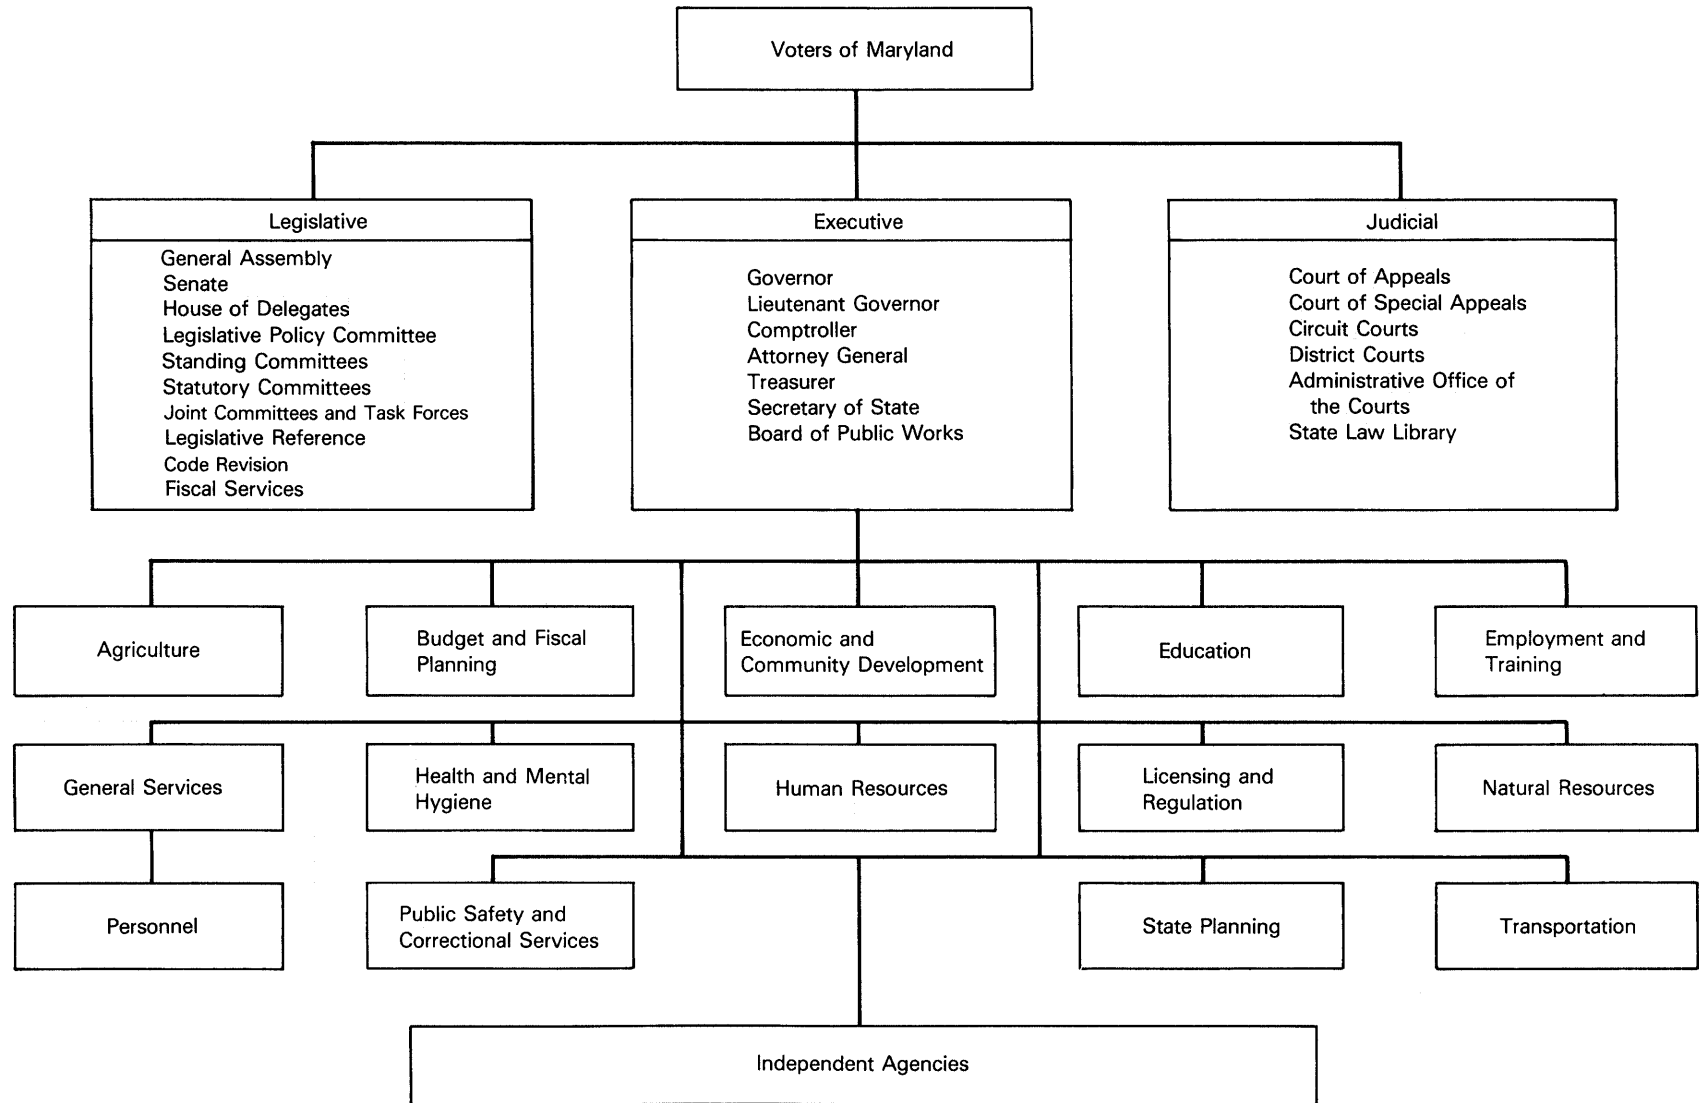 Voters of Maryland
Legislative
General Assembly
Senate
House of Delegates
Legislative Policy Committee
Standing Committees
Statutory Committees
Joint Committees and Task Forces
Legislative Reference
Code Revision
Fiscal Services
Executive
Governor
Lieutenant Governor
Comptroller
Attorney General
Treasurer
Secretary of State
Board of Public Works
Judicial
Court of Appeals
Court of Special Appeals
Circuit Courts
District Courts
Administrative Office of
the Courts
State Law Library
Agriculture
Budget and Fiscal
Planning
Economic and
Community Development
Education
Employment and
Training
General Services
Health and Mental
Hygiene
Human Resources
Licensing and
Regulation
Natural Resources
Personnel
Public Safety and
Correctional Services
State Planning
Transportation
Independent Agencies